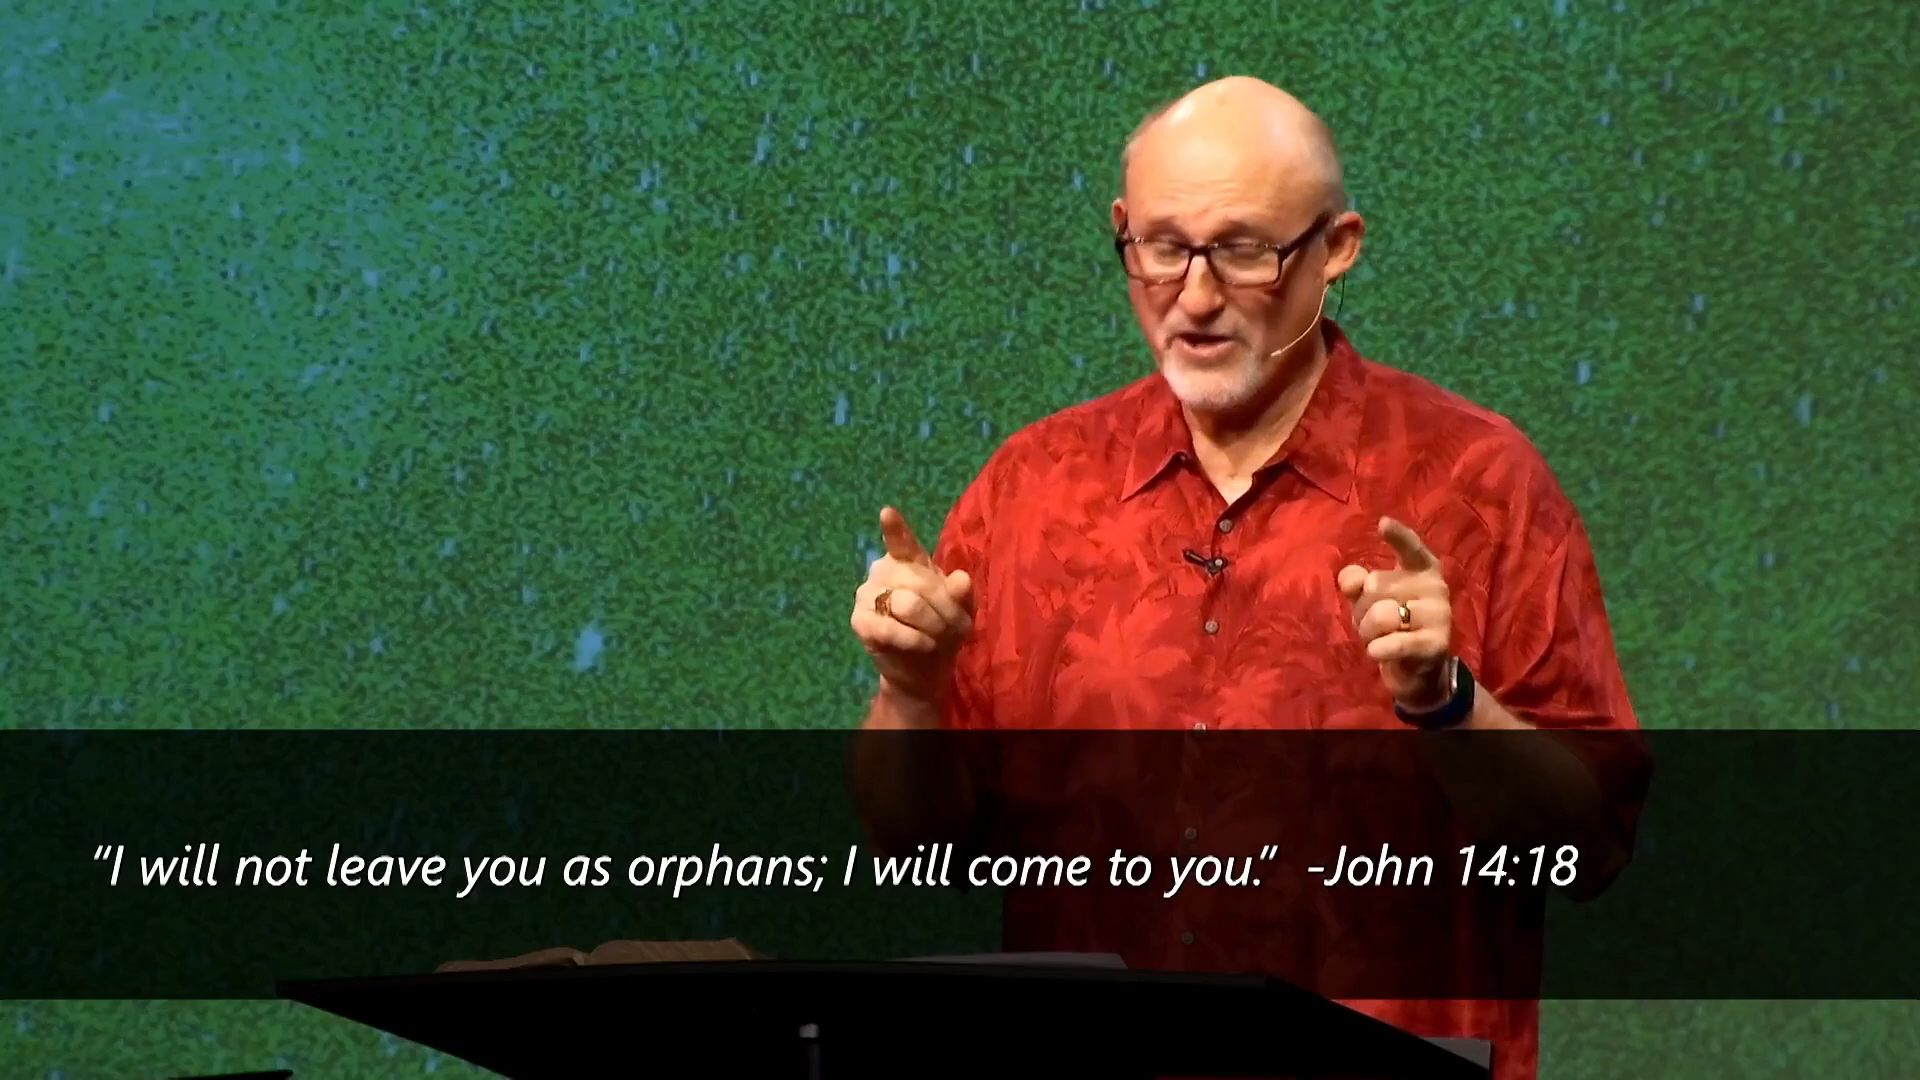 “I will not leave you as orphans; I will come to you.” -John 14:18